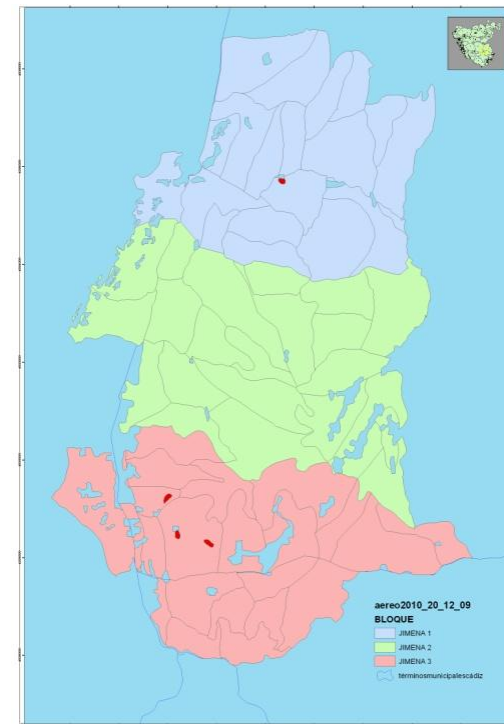 aereo2010_20_12_09
BLOQUE
JIMENA 1
JIMENA 2
JIMENA 3
términosmunicipalescádiz